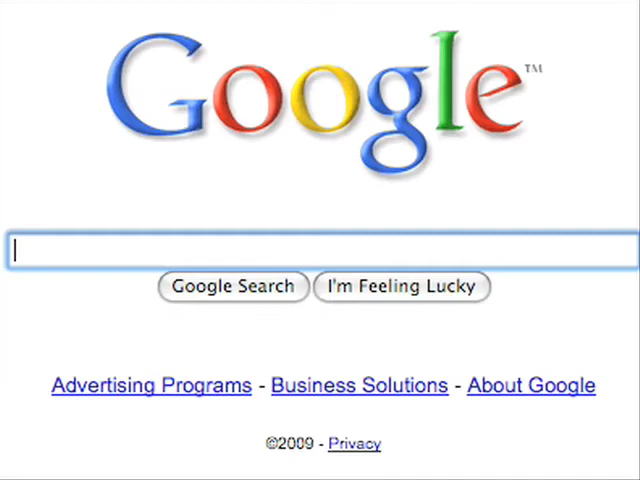 Google™
Google Search I'm Feeling Lucky
Advertising Programs - Business Solutions - About Google
©2009 - Privacy